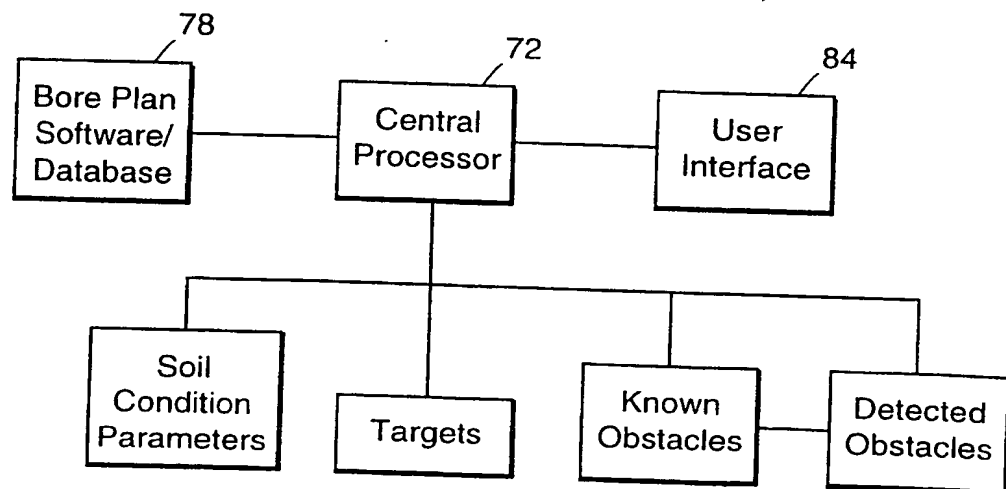 78
72
84
Bore Plan
Software/
Database
Central
Processor
User
Interface
Soil
Condition
Parameters
Targets
Known
Obstacles
Detected
Obstacles